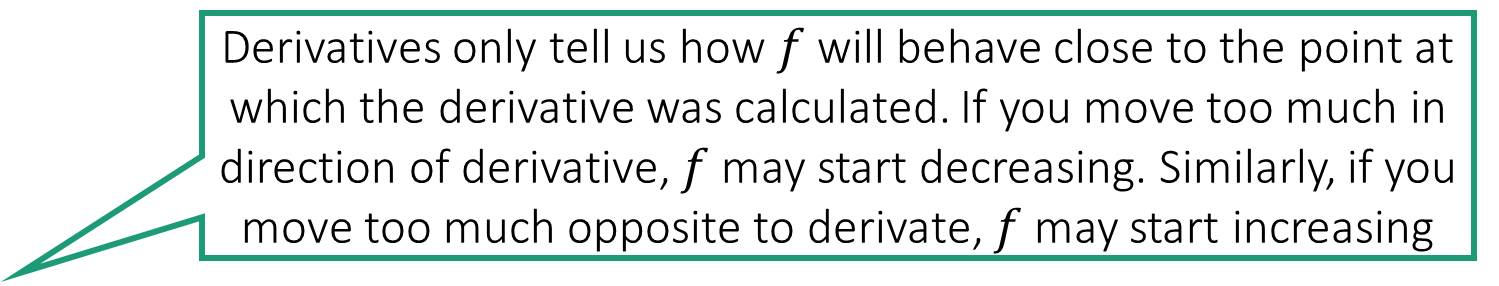 Derivatives only tell us how f will behave close to the point at
which the derivative was calculated. If you move too much in
direction of derivative, f may start decreasing. Similarly, if you
move too much opposite to derivate, f may start increasing